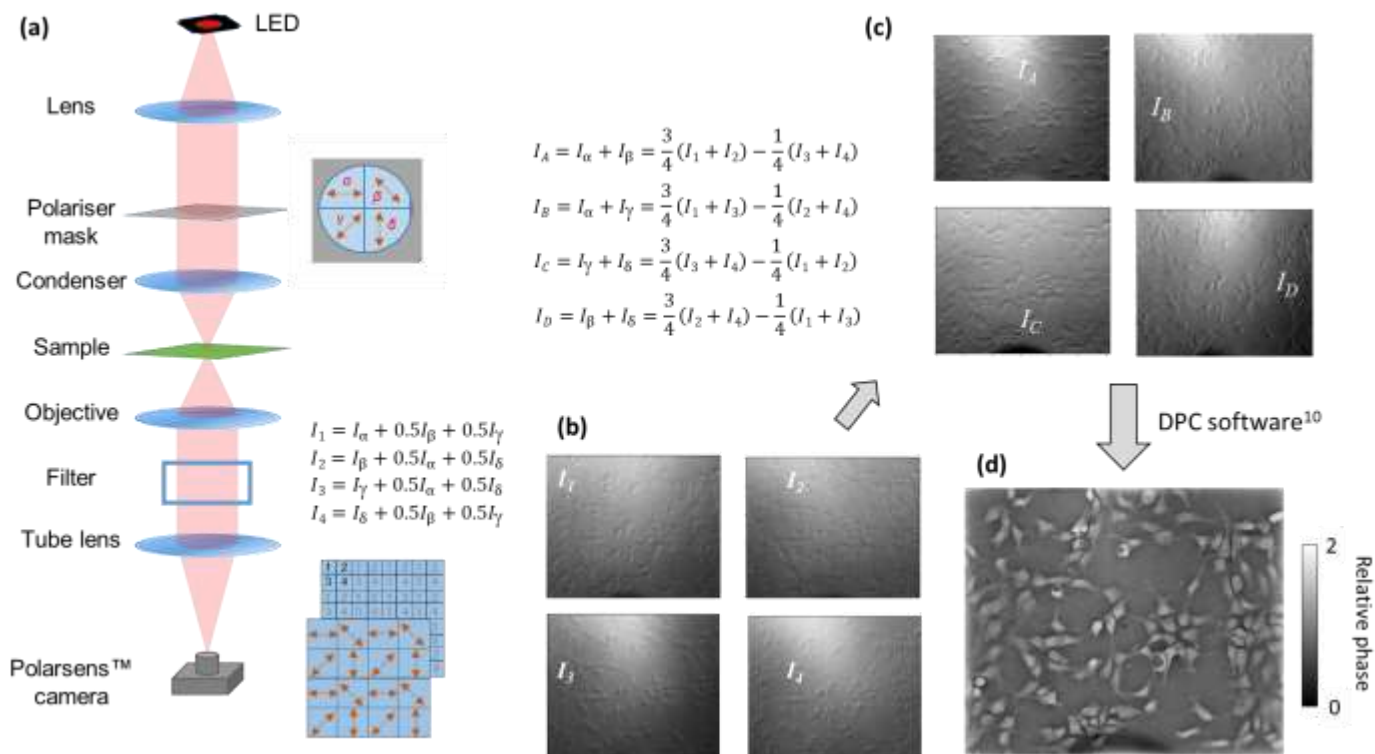 (a)
LED
Lens
Polariser
mask
Condenser
Sample
Objective
Filter
Tube lens
Polarsens™
camera
α
β
γ
δ
I₁ = I_α + 0.5I_β + 0.5I_γ
I₂ = I_β + 0.5I_α + 0.5I_δ
I₃ = I_γ + 0.5I_α + 0.5I_δ
I₄ = I_δ + 0.5I_β + 0.5I_γ
1 2
3 4
I_A = I_α + I_β = 3/4 (I₁ + I₂) − 1/4 (I₃ + I₄)
I_B = I_α + I_γ = 3/4 (I₁ + I₃) − 1/4 (I₂ + I₄)
I_C = I_γ + I_δ = 3/4 (I₃ + I₄) − 1/4 (I₁ + I₂)
I_D = I_β + I_δ = 3/4 (I₂ + I₄) − 1/4 (I₁ + I₃)
(b)
I₁
I₂
I₃
I₄
(c)
I_A
I_B
I_C
I_D
DPC software¹⁰
(d)
2
Relative phase
0